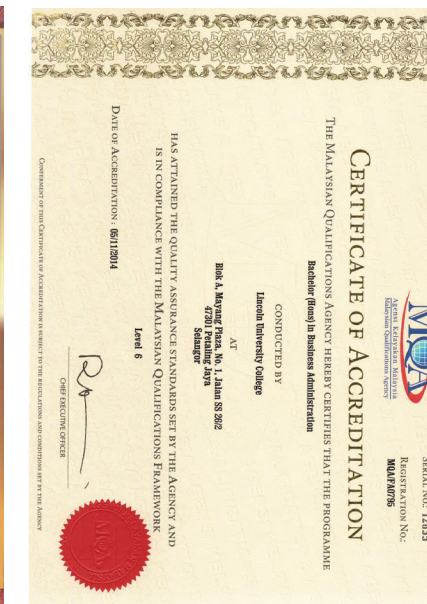 SERIAL NO.: 12053
REGISTRATION NO.:
MQA/FA0795
MQA
Agensi Kelayakan Malaysia
Malaysian Qualifications Agency
CERTIFICATE OF ACCREDITATION
THE MALAYSIAN QUALIFICATIONS AGENCY HEREBY CERTIFIES THAT THE PROGRAMME
Bachelor (Hons) in Business Administration
CONDUCTED BY
Lincoln University College
AT
Blok A, Mayang Plaza, No. 1, Jalan SS 26/2
47301 Petaling Jaya
Selangor
HAS ATTAINED THE QUALITY ASSURANCE STANDARDS SET BY THE AGENCY AND
IS IN COMPLIANCE WITH THE MALAYSIAN QUALIFICATIONS FRAMEWORK
Level 6
DATE OF ACCREDITATION : 05/11/2014
CHIEF EXECUTIVE OFFICER
CONFERMENT OF THIS CERTIFICATE OF ACCREDITATION IS SUBJECT TO THE REGULATIONS AND CONDITIONS SET BY THE AGENCY